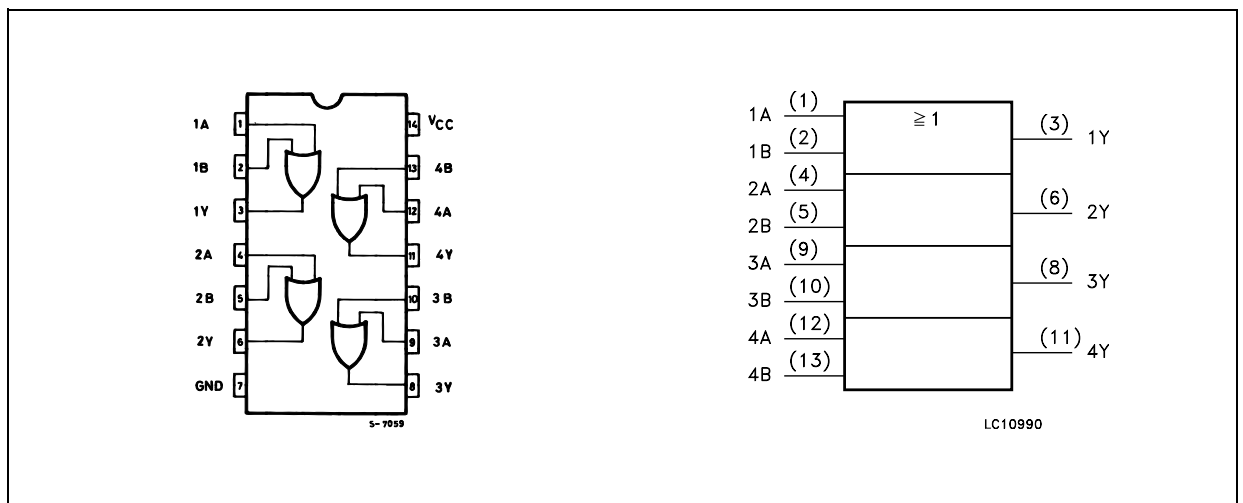 1A 1 14 VCC
1B 2 13 4B
1Y 3 12 4A
2A 4 11 4Y
2B 5 10 3B
2Y 6 9 3A
GND 7 8 3Y
S-7059
1A (1) ≧ 1
(3) 1Y
1B (2)
2A (4)
(6) 2Y
2B (5)
3A (9)
(8) 3Y
3B (10)
4A (12)
(11) 4Y
4B (13)
LC10990